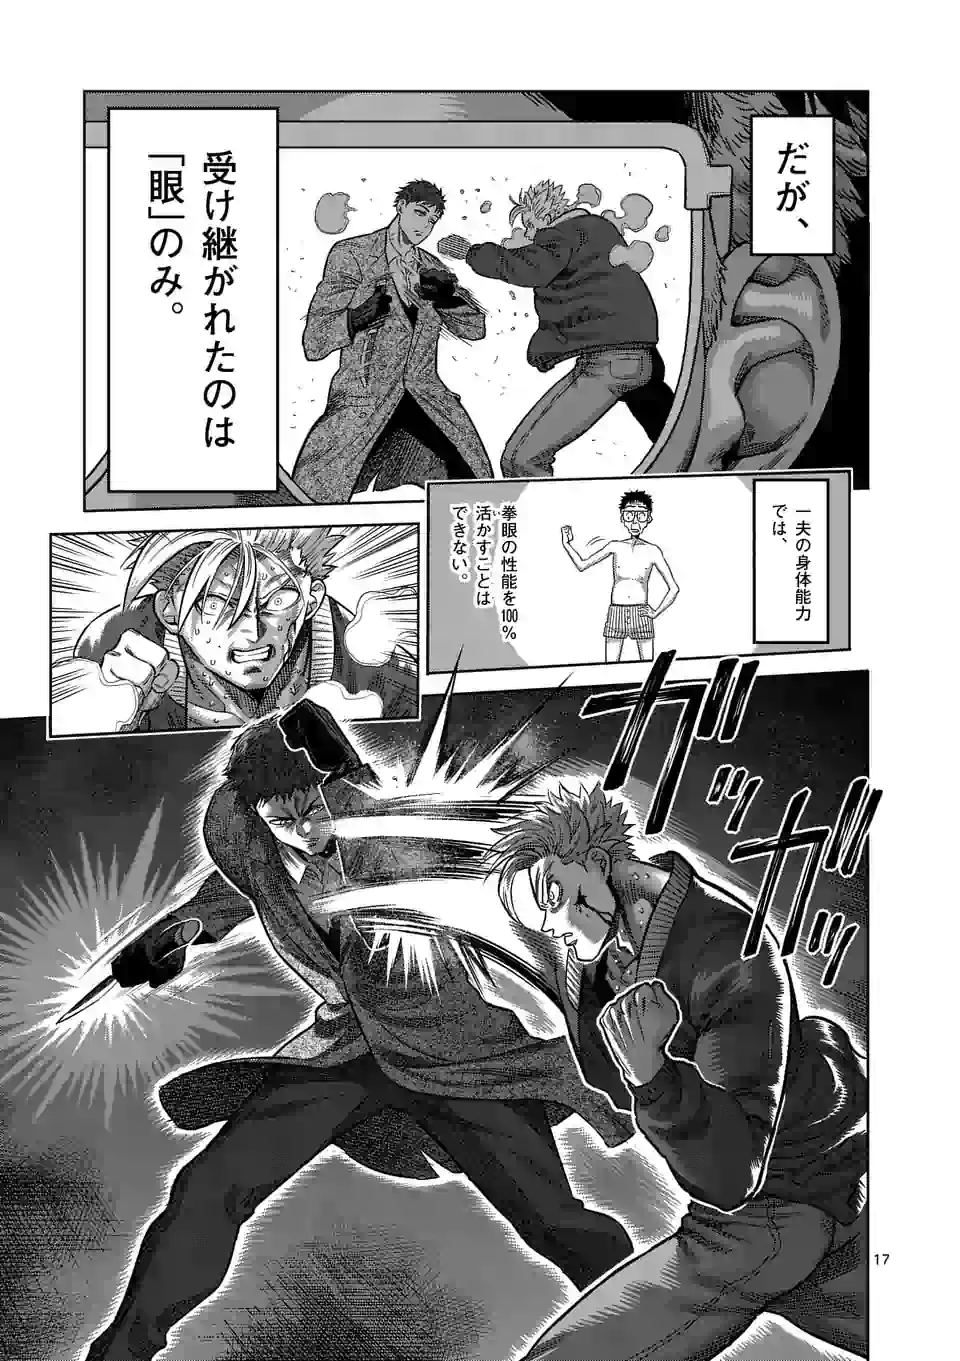 だが、
受け継がれたのは
「眼」のみ。
一夫の身体能力
では、
拳眼の性能を100%
活かすことは
い
できない。
ガッ
ガッ
17